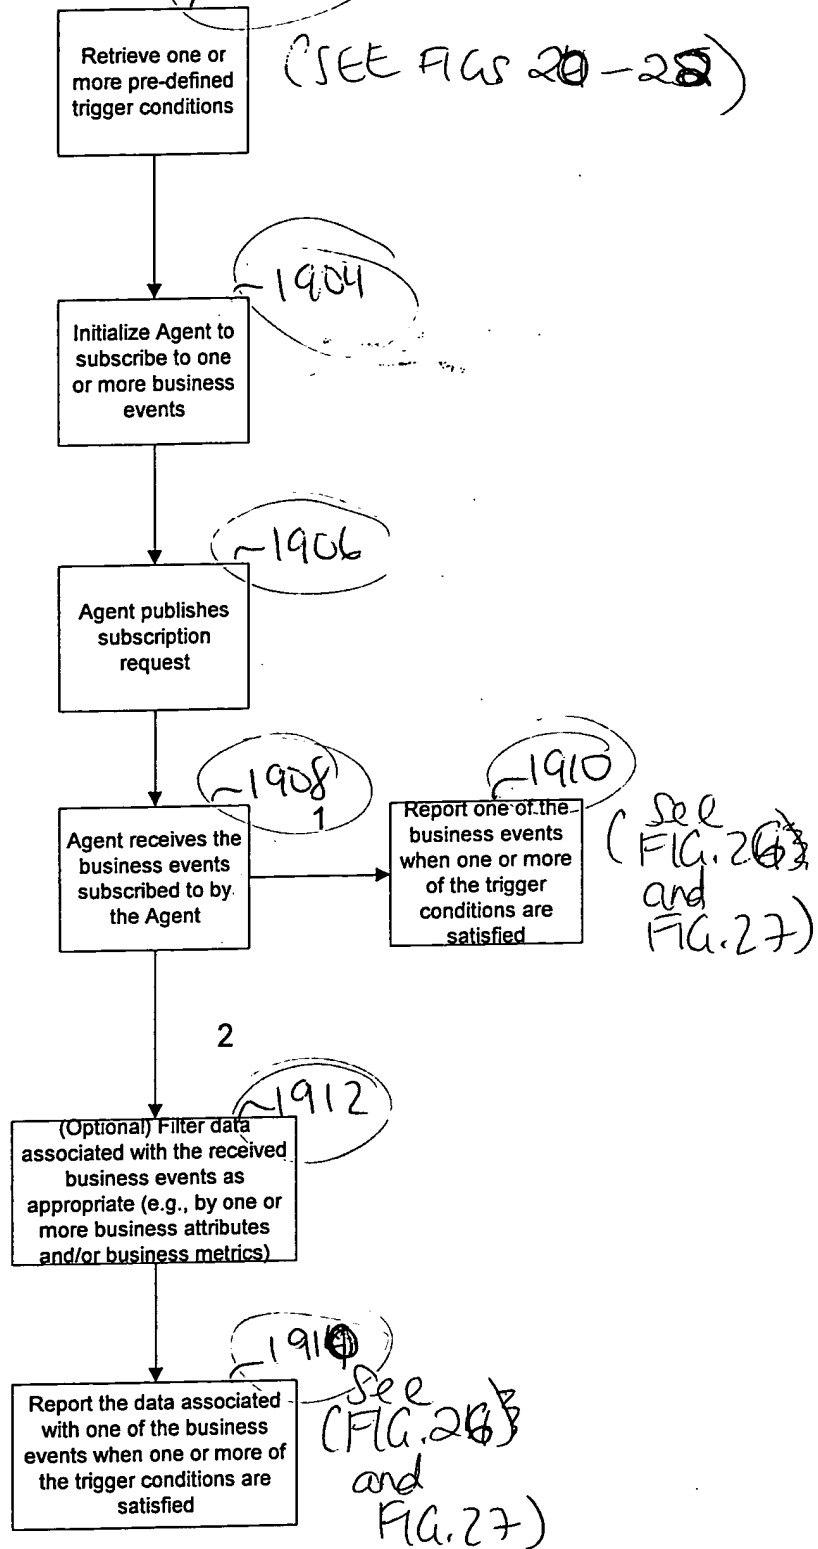 Retrieve one or
more pre-defined
trigger conditions
(SEE FIGS 20-25)
~1904
Initialize Agent to
subscribe to one
or more business
events
~1906
Agent publishes
subscription
request
~1908
1
Agent receives the
business events
subscribed to by
the Agent
~1910
Report one of the
business events
when one or more
of the trigger
conditions are
satisfied
(see
FIG. 26
and
FIG. 27)
2
~1912
(Optional) Filter data
associated with the received
business events as
appropriate (e.g., by one or
more business attributes
and/or business metrics)
Report the data associated
with one of the business
events when one or more of
the trigger conditions are
satisfied
see
(FIG. 26
and
FIG. 27)